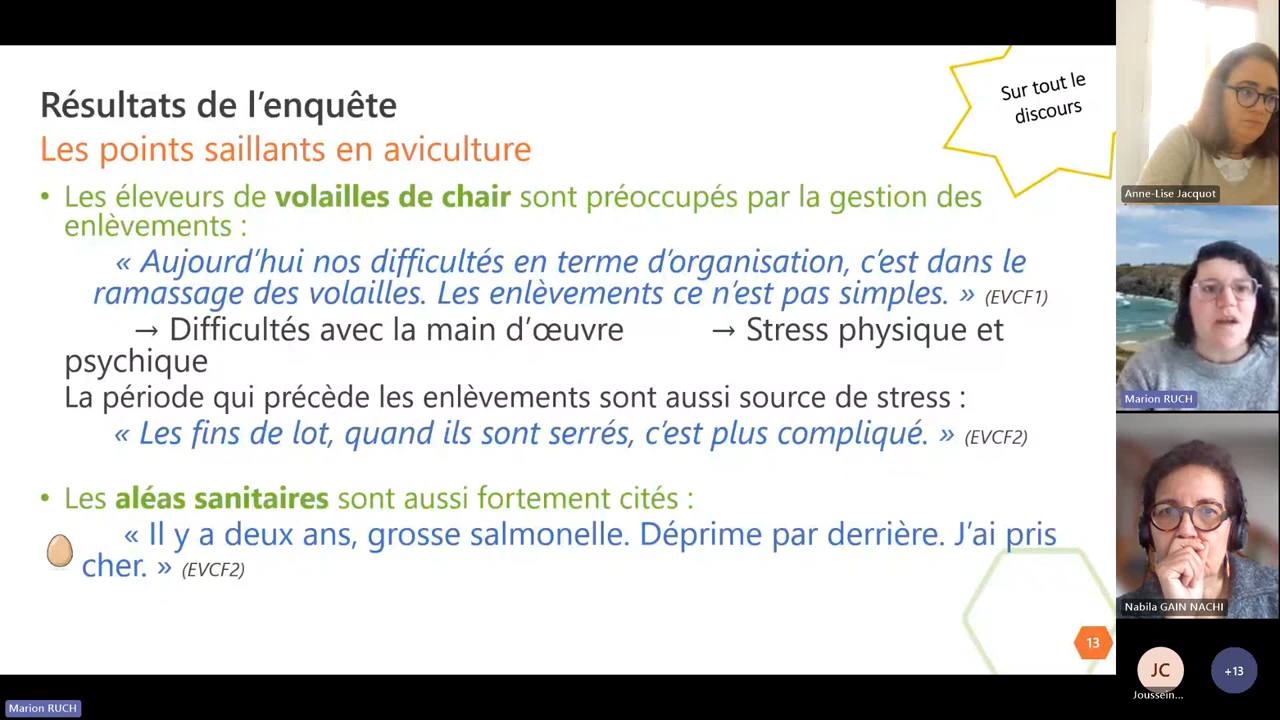 Résultats de l’enquête
Les points saillants en aviculture
Sur tout le
discours
• Les éleveurs de volailles de chair sont préoccupés par la gestion des
enlèvements :
« Aujourd’hui nos difficultés en terme d’organisation, c’est dans le
ramassage des volailles. Les enlèvements ce n’est pas simples. » (EVCF1)
→ Difficultés avec la main d’œuvre → Stress physique et
psychique
La période qui précède les enlèvements sont aussi source de stress :
« Les fins de lot, quand ils sont serrés, c’est plus compliqué. » (EVCF2)
• Les aléas sanitaires sont aussi fortement cités :
« Il y a deux ans, grosse salmonelle. Déprime par derrière. J’ai pris
cher. » (EVCF2)
13
Anne-Lise Jacquot
Marion RUCH
Nabila GAIN NACHI
JC
Joussein...
+13
Marion RUCH